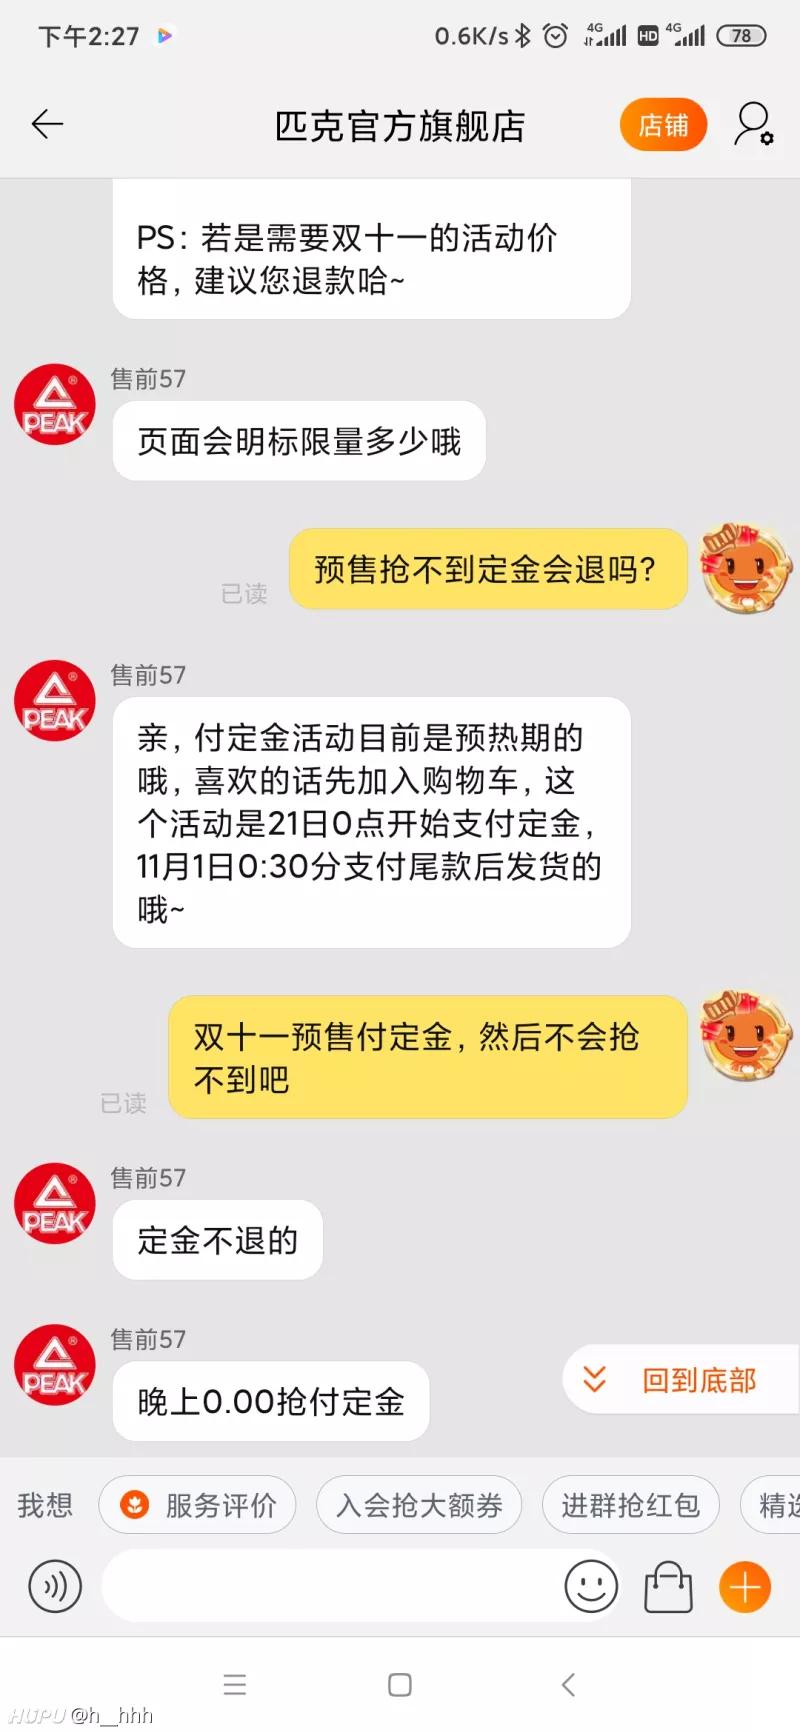 下午2:27
0.6K/s
4G
HD
4G
78
匹克官方旗舰店
店铺
PS：若是需要双十一的活动价
格，建议您退款哈~
售前57
PEAK
®
页面会明标限量多少哦
预售抢不到定金会退吗？
已读
售前57
PEAK
®
亲，付定金活动目前是预热期的
哦，喜欢的话先加入购物车，这
个活动是21日0点开始支付定金，
11月1日0:30分支付尾款后发货的
哦~
双十一预售付定金，然后不会抢
不到吧
已读
售前57
PEAK
®
定金不退的
售前57
PEAK
®
晚上0.00抢付定金
回到底部
我想
服务评价
入会抢大额券
进群抢红包
精选
HUPU @h__hhh